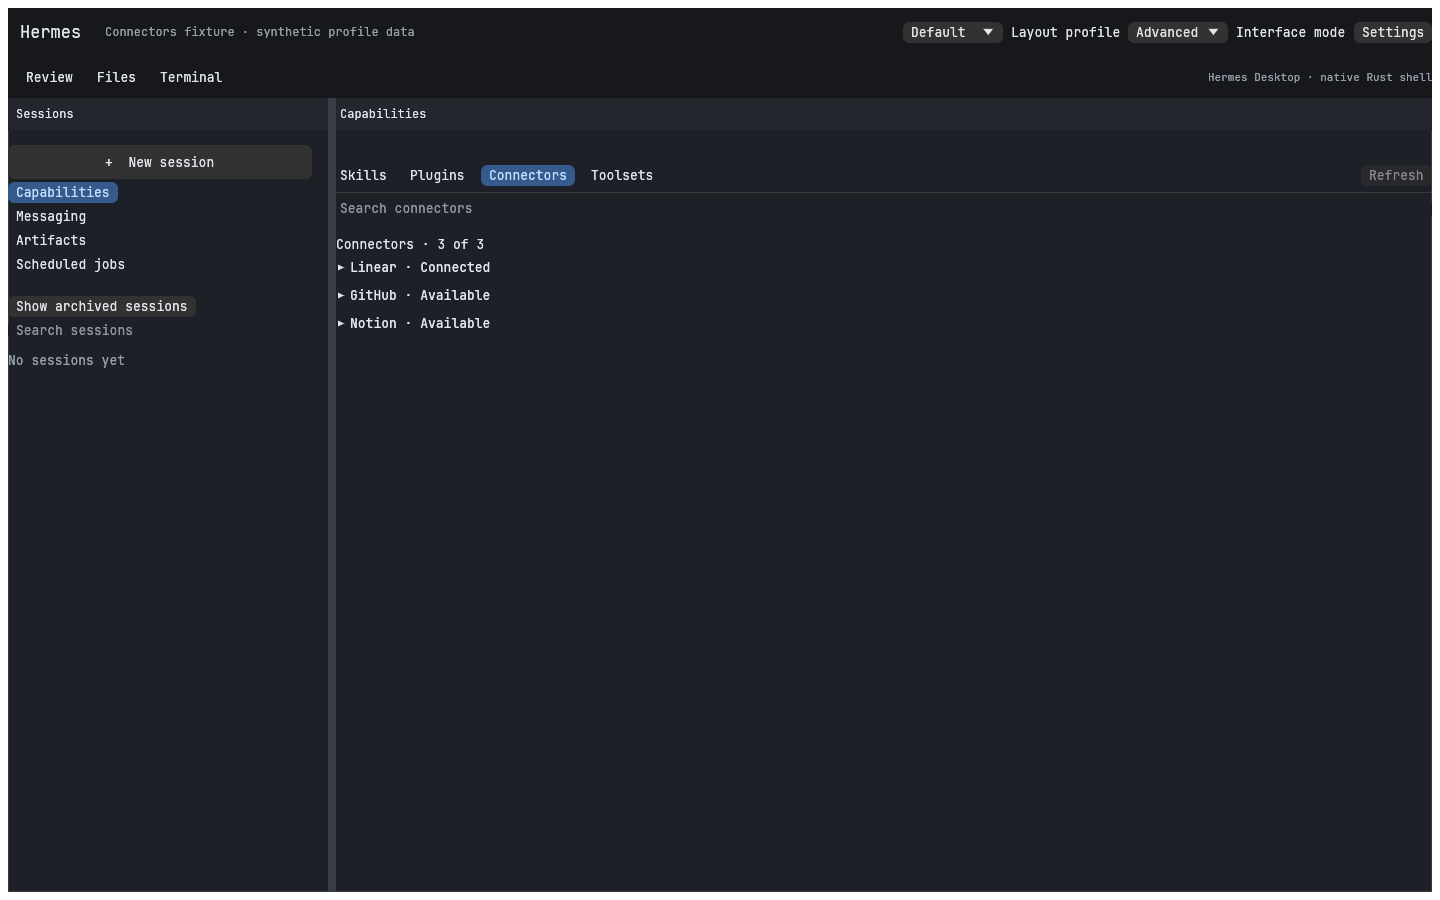 Hermes Connectors fixture · synthetic profile data Default Layout profile Advanced Interface mode Settings
Review Files Terminal Hermes Desktop · native Rust shell
Sessions
+ New session
Capabilities
Messaging
Artifacts
Scheduled jobs
Show archived sessions
Search sessions
No sessions yet
Capabilities
Skills Plugins Connectors Toolsets Refresh
Search connectors
Connectors · 3 of 3
Linear · Connected
GitHub · Available
Notion · Available